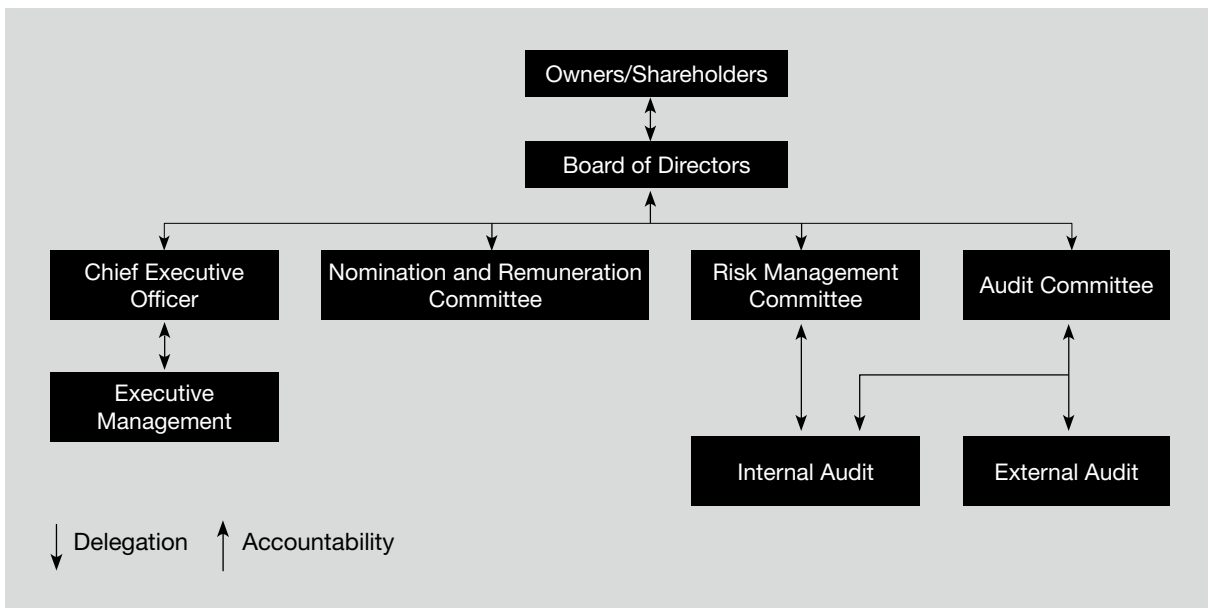 Owners/Shareholders
Board of Directors
Chief Executive
Officer
Nomination and Remuneration
Committee
Risk Management
Committee
Audit Committee
Executive
Management
Internal Audit
External Audit
Delegation
Accountability